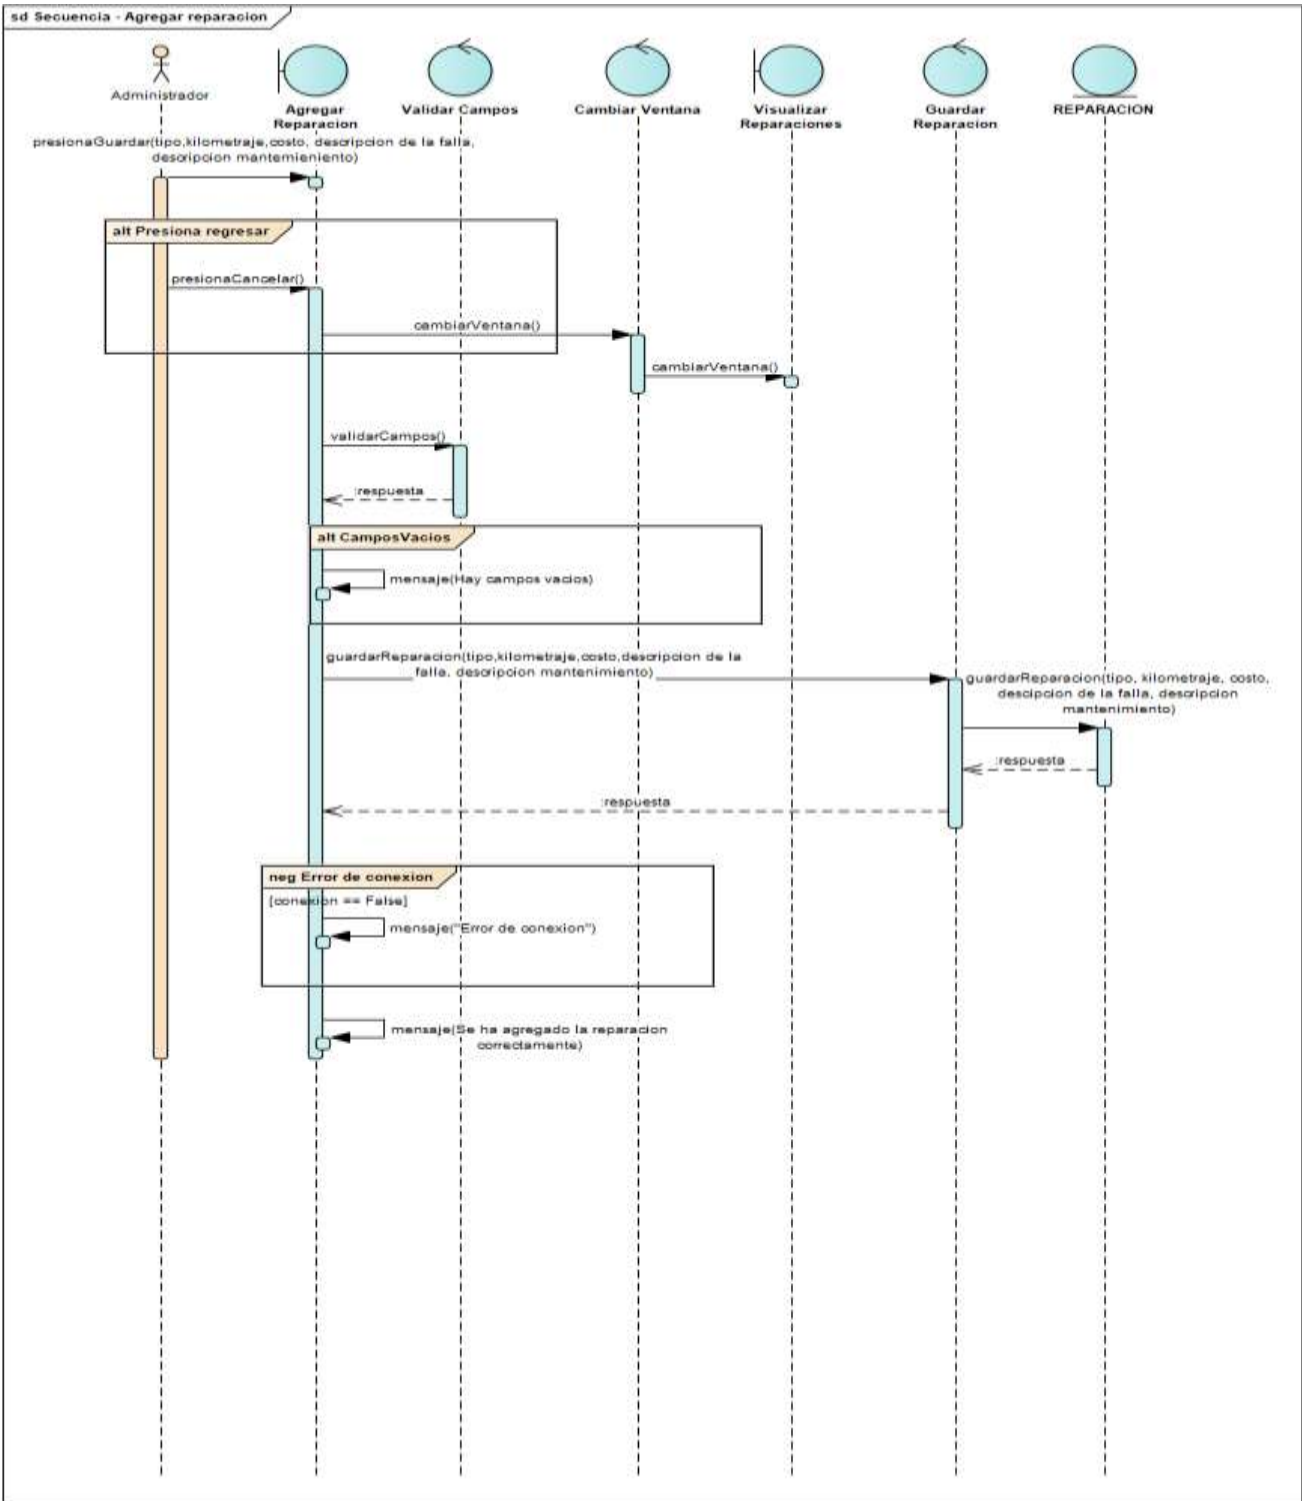 sd Secuencia - Agregar reparacion
Administrador
Agregar
Reparacion
Validar Campos
Cambiar Ventana
Visualizar
Reparaciones
Guardar
Reparacion
REPARACION
presionaGuardar(tipo,kilometraje,costo, descripcion de la falla,
descripcion mantemieniento)
alt Presiona regresar
presionaCancelar()
cambiarVentana()
cambiarVentana()
validarCampos()
:respuesta
alt CamposVacios
mensaje(Hay campos vacios)
guardarReparacion(tipo,kilometraje,costo,descripcion de la
falla, descripcion mantenimiento)
guardarReparacion(tipo, kilometraje, costo,
descipcion de la falla, descripcion
mantenimiento)
:respuesta
:respuesta
neg Error de conexion
[conexion == False]
mensaje("Error de conexion")
mensaje(Se ha agregado la reparacion
correctamente)